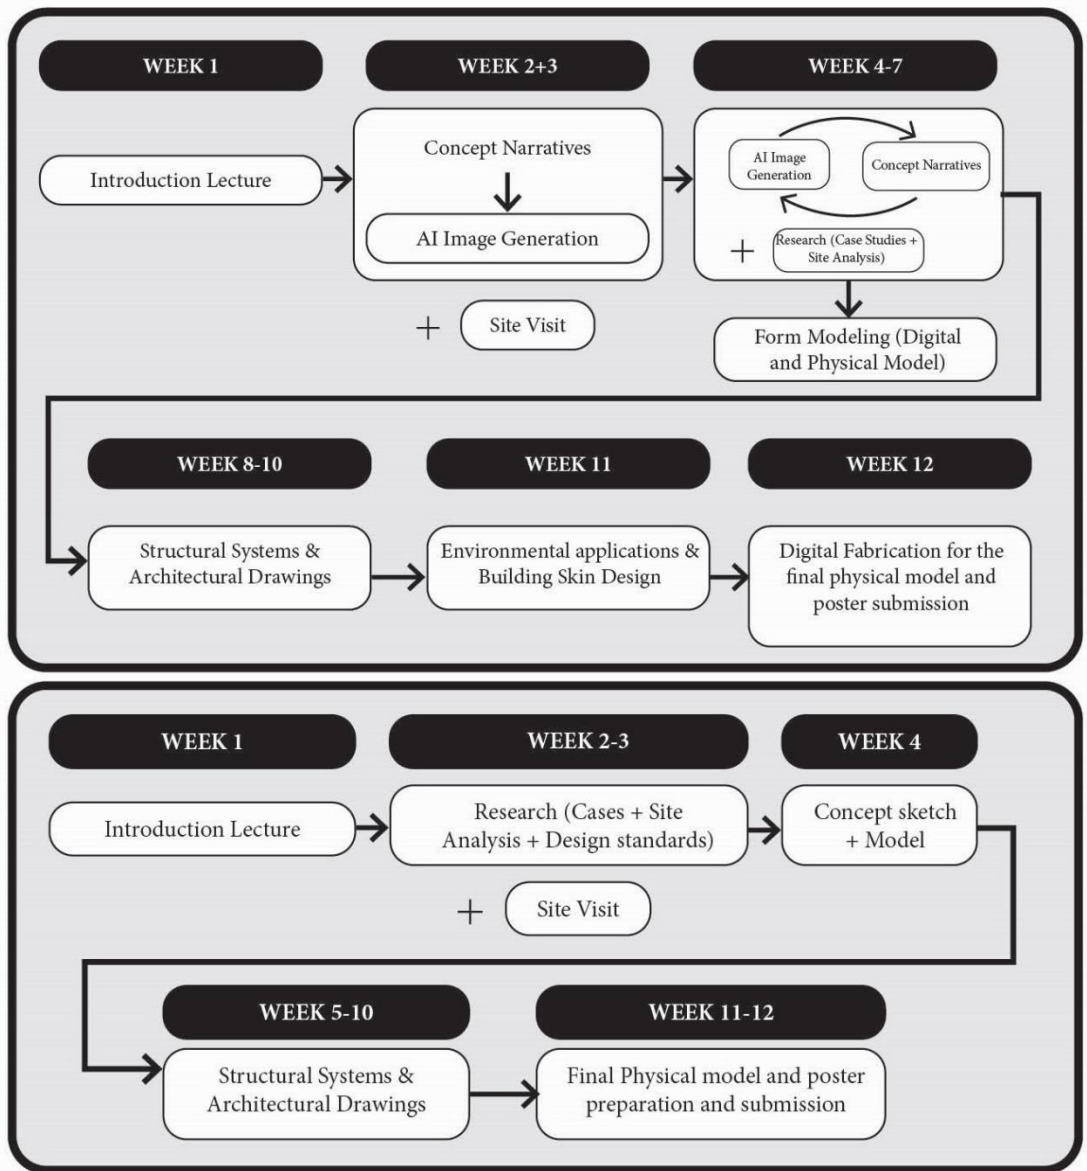 WEEK 1
WEEK 2+3
WEEK 4-7
Introduction Lecture
Concept Narratives
AI Image Generation
+
Site Visit
AI Image
Generation
Concept Narratives
+
Research (Case Studies +
Site Analysis)
Form Modeling (Digital
and Physical Model)
WEEK 8-10
WEEK 11
WEEK 12
Structural Systems &
Architectural Drawings
Environmental applications &
Building Skin Design
Digital Fabrication for the
final physical model and
poster submission
WEEK 1
WEEK 2-3
WEEK 4
Introduction Lecture
Research (Cases + Site
Analysis + Design standards)
Concept sketch
+ Model
+
Site Visit
WEEK 5-10
WEEK 11-12
Structural Systems &
Architectural Drawings
Final Physical model and poster
preparation and submission